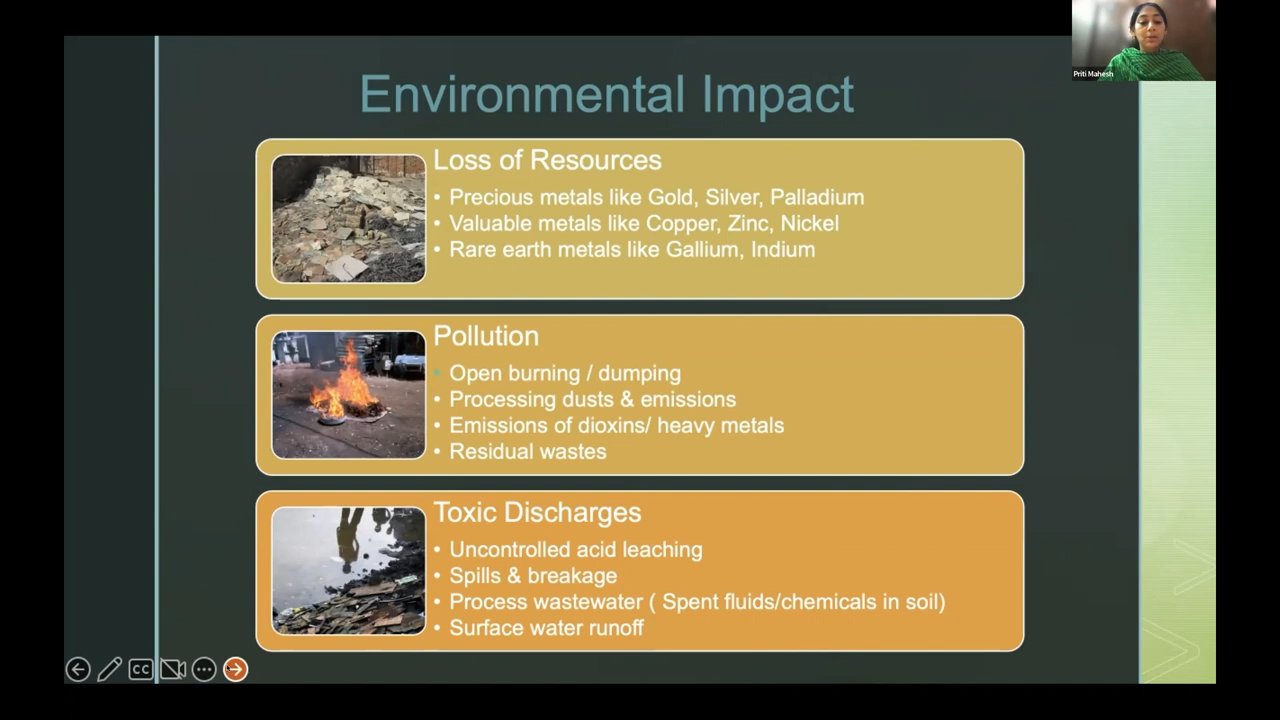 Priti Mahesh
Environmental Impact
Loss of Resources
• Precious metals like Gold, Silver, Palladium
• Valuable metals like Copper, Zinc, Nickel
• Rare earth metals like Gallium, Indium
Pollution
• Open burning / dumping
• Processing dusts & emissions
• Emissions of dioxins/ heavy metals
• Residual wastes
Toxic Discharges
• Uncontrolled acid leaching
• Spills & breakage
• Process wastewater ( Spent fluids/chemicals in soil)
• Surface water runoff
CC